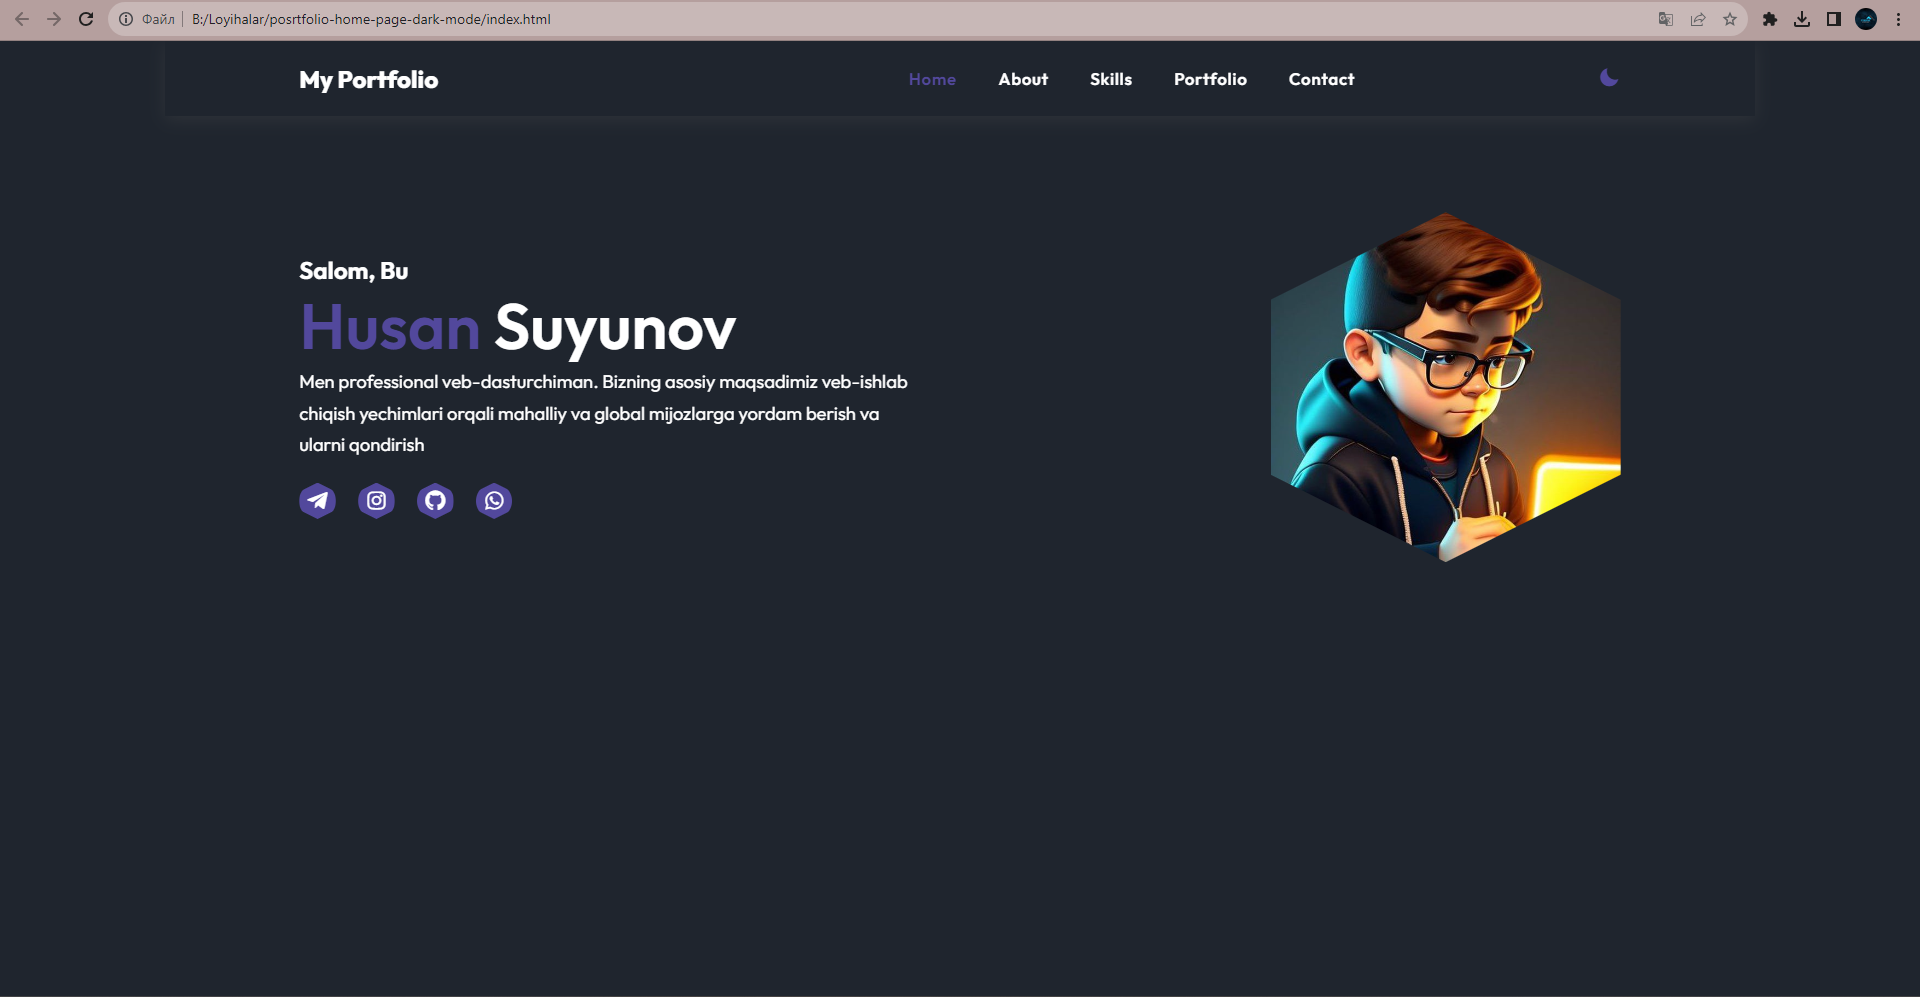 Файл
B:/Loyihalar/posrtfolio-home-page-dark-mode/index.html
My Portfolio
Home About Skills Portfolio Contact
Salom, Bu
Husan Suyunov
Men professional veb-dasturchiman. Bizning asosiy maqsadimiz veb-ishlab
chiqish yechimlari orqali mahalliy va global mijozlarga yordam berish va
ularni qondirish